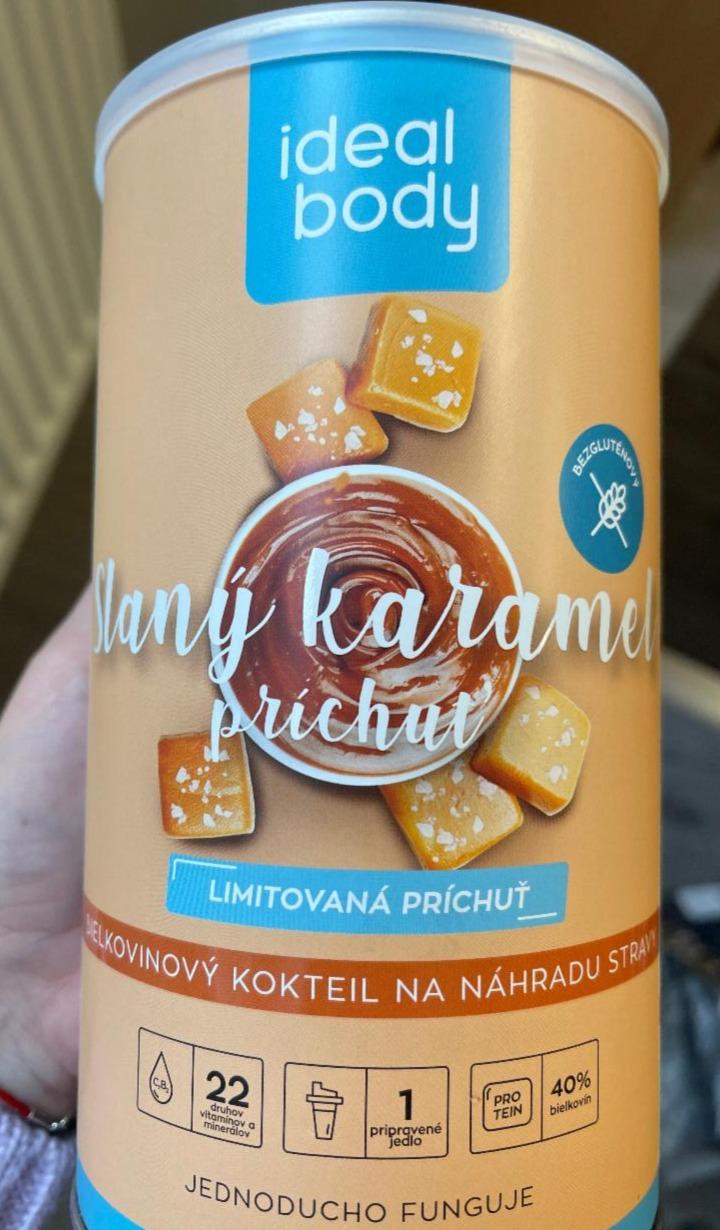 ideal
body
BEZGLUTÉNOVÝ
Slaný karamel
príchuť
LIMITOVANÁ PRÍCHUŤ
BIELKOVINOVÝ KOKTEIL NA NÁHRADU STRAVY
22
druhov
vitamínov a
minerálov
1
pripravené
jedlo
PRO
TEIN
40%
bielkovín
JEDNODUCHO FUNGUJE